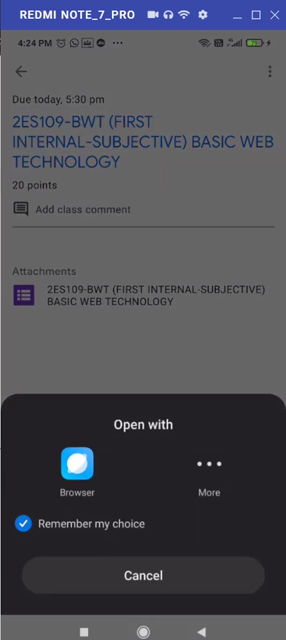 REDMI NOTE_7_PRO
4:24 PM
Due today, 5:30 pm
2ES109-BWT (FIRST
INTERNAL-SUBJECTIVE) BASIC WEB
TECHNOLOGY
20 points
Add class comment
Attachments
2ES109-BWT (FIRST INTERNAL-SUBJECTIVE)
BASIC WEB TECHNOLOGY
Open with
Browser
More
Remember my choice
Cancel